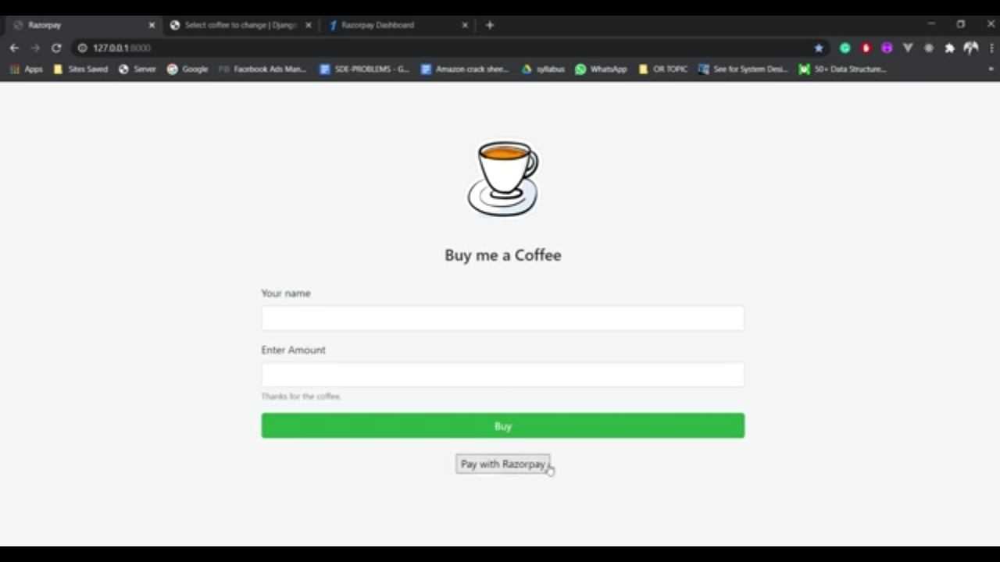 Razorpay
Select coffee to change | Django
Razorpay Dashboard
127.0.0.1:8000
Apps
Sites Saved
Server
Google
Facebook Ads Man...
SDE-PROBLEMS - G...
Amazon crack shee...
syllabus
WhatsApp
OR TOPIC
See for System Desi...
50+ Data Structure...
Buy me a Coffee
Your name
Enter Amount
Thanks for the coffee.
Buy
Pay with Razorpay